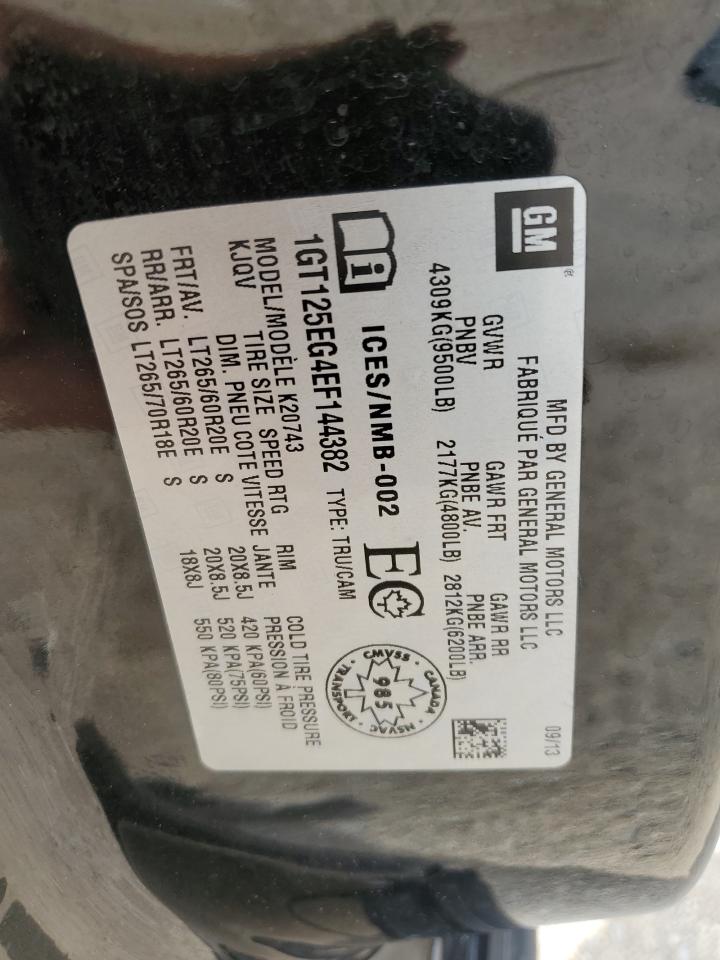 GM
®
MFD BY GENERAL MOTORS LLC
FABRIQUÉ PAR GENERAL MOTORS LLC
09/13
GVWR GAWR FRT GAWR RR
PNBV PNBE AV. PNBE ARR.
4309KG(9500LB) 2177KG(4800LB) 2812KG(6200LB)
i
ICES/NMB-002
EC
CANADA · NSVAC · TRANSPORT · CMVSS ·
985
1GT125EG4EF144382 TYPE: TRU/CAM
MODEL/MODÈLE K20743
KJQV TIRE SIZE SPEED RTG RIM COLD TIRE PRESSURE
DIM. PNEU COTE VITESSE JANTE PRESSION À FROID
FRT/AV. LT265/60R20E S 20X8.5J 420 KPA(60PSI)
RR/ARR. LT265/60R20E S 20X8.5J 520 KPA(75PSI)
SPA/SOS LT265/70R18E S 18X8J 550 KPA(80PSI)